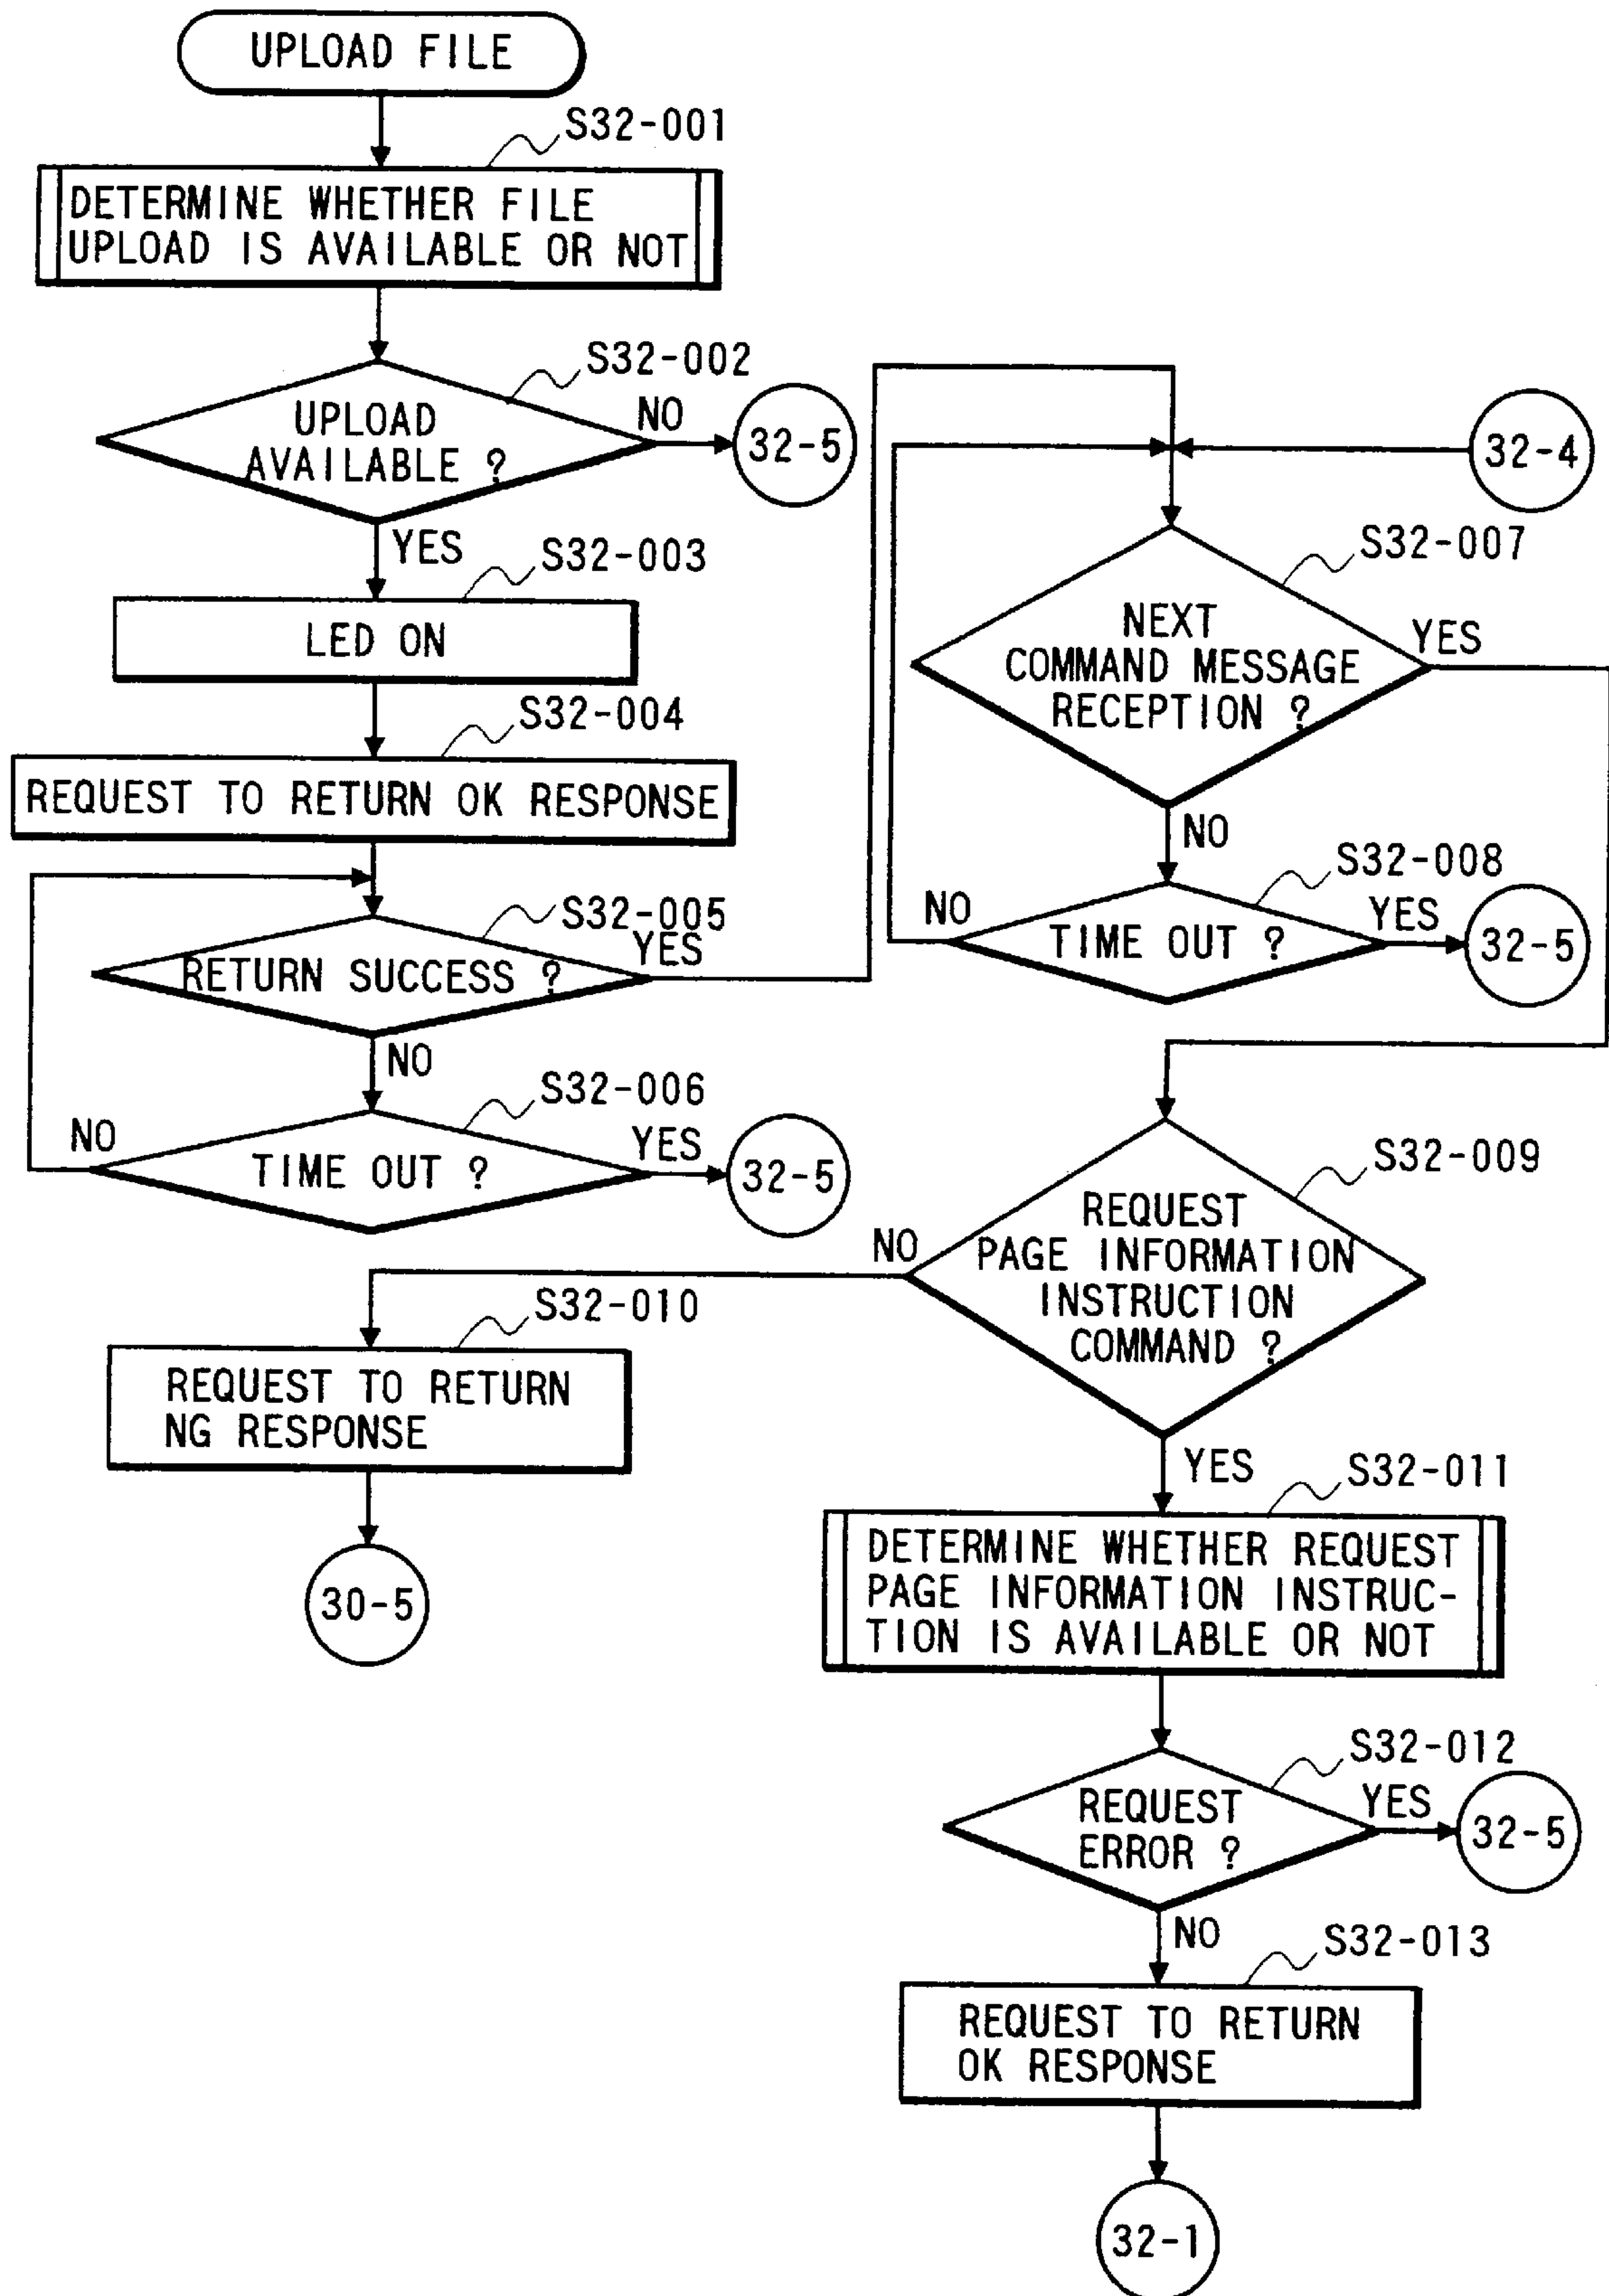 UPLOAD FILE
S32-001
DETERMINE WHETHER FILE
UPLOAD IS AVAILABLE OR NOT
S32-002
UPLOAD
AVAILABLE ?
NO
32-5
YES
S32-003
LED ON
S32-004
REQUEST TO RETURN OK RESPONSE
S32-005
RETURN SUCCESS ?
YES
NO
S32-006
TIME OUT ?
NO
YES
32-5
32-4
S32-007
NEXT
COMMAND MESSAGE
RECEPTION ?
YES
NO
S32-008
TIME OUT ?
NO
YES
32-5
S32-009
REQUEST
PAGE INFORMATION
INSTRUCTION
COMMAND ?
NO
S32-010
REQUEST TO RETURN
NG RESPONSE
30-5
YES
S32-011
DETERMINE WHETHER REQUEST
PAGE INFORMATION INSTRUC-
TION IS AVAILABLE OR NOT
S32-012
REQUEST
ERROR ?
YES
32-5
NO
S32-013
REQUEST TO RETURN
OK RESPONSE
32-1